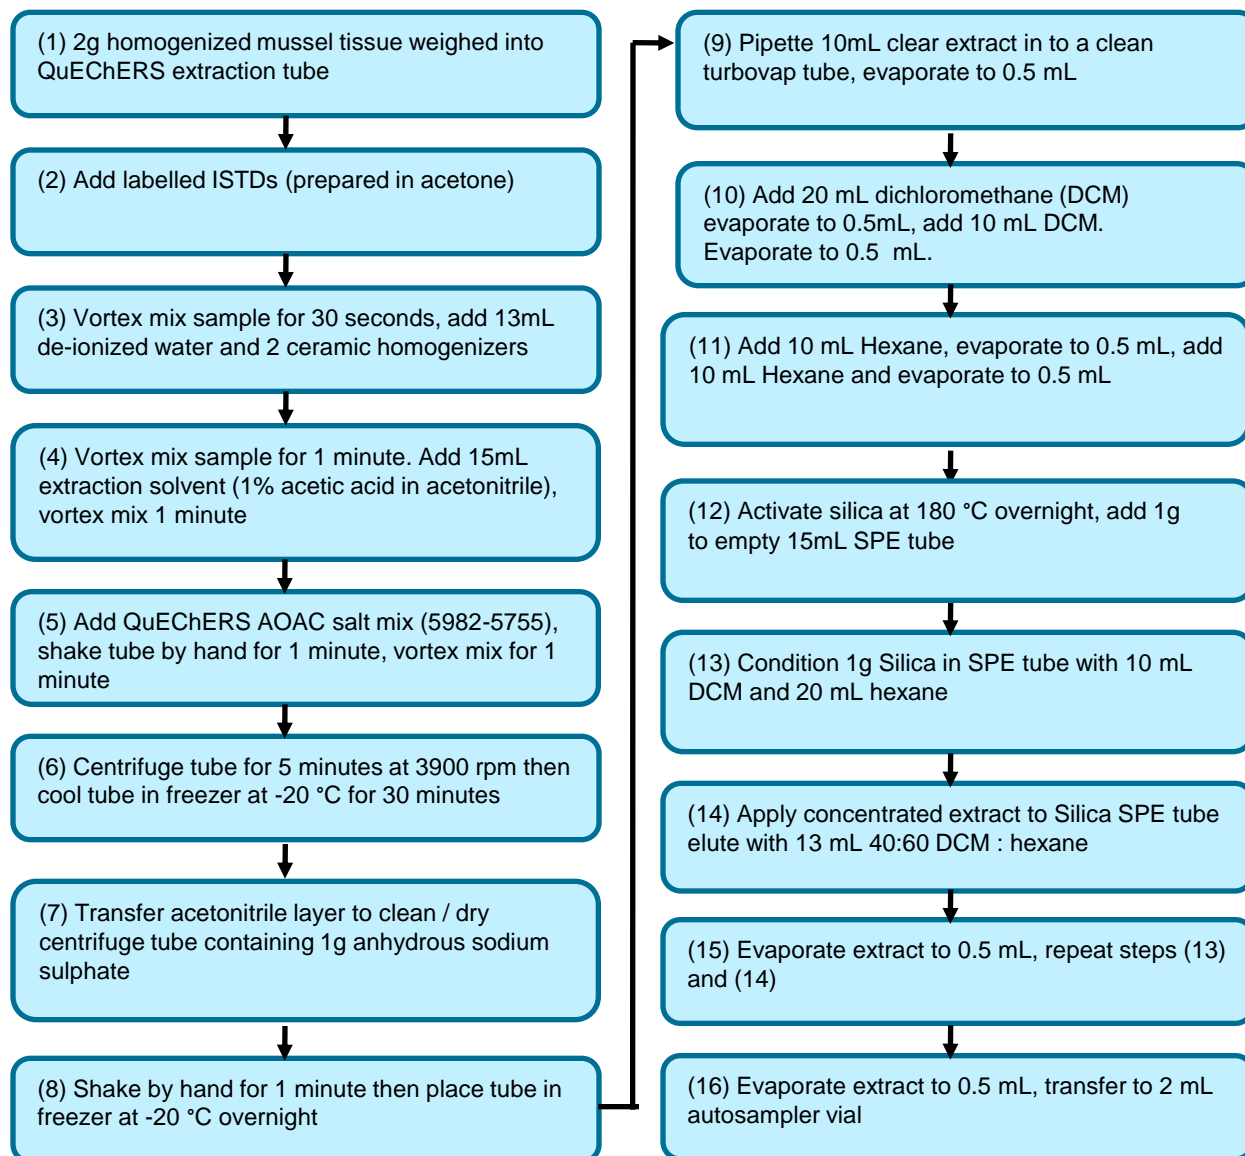 (1) 2g homogenized mussel tissue weighed into
QuEChERS extraction tube
(2) Add labelled ISTDs (prepared in acetone)
(3) Vortex mix sample for 30 seconds, add 13mL
de-ionized water and 2 ceramic homogenizers
(4) Vortex mix sample for 1 minute. Add 15mL
extraction solvent (1% acetic acid in acetonitrile),
vortex mix 1 minute
(5) Add QuEChERS AOAC salt mix (5982-5755),
shake tube by hand for 1 minute, vortex mix for 1
minute
(6) Centrifuge tube for 5 minutes at 3900 rpm then
cool tube in freezer at -20 °C for 30 minutes
(7) Transfer acetonitrile layer to clean / dry
centrifuge tube containing 1g anhydrous sodium
sulphate
(8) Shake by hand for 1 minute then place tube in
freezer at -20 °C overnight
(9) Pipette 10mL clear extract in to a clean
turbovap tube, evaporate to 0.5 mL
(10) Add 20 mL dichloromethane (DCM)
evaporate to 0.5mL, add 10 mL DCM.
Evaporate to 0.5 mL.
(11) Add 10 mL Hexane, evaporate to 0.5 mL, add
10 mL Hexane and evaporate to 0.5 mL
(12) Activate silica at 180 °C overnight, add 1g
to empty 15mL SPE tube
(13) Condition 1g Silica in SPE tube with 10 mL
DCM and 20 mL hexane
(14) Apply concentrated extract to Silica SPE tube
elute with 13 mL 40:60 DCM : hexane
(15) Evaporate extract to 0.5 mL, repeat steps (13)
and (14)
(16) Evaporate extract to 0.5 mL, transfer to 2 mL
autosampler vial